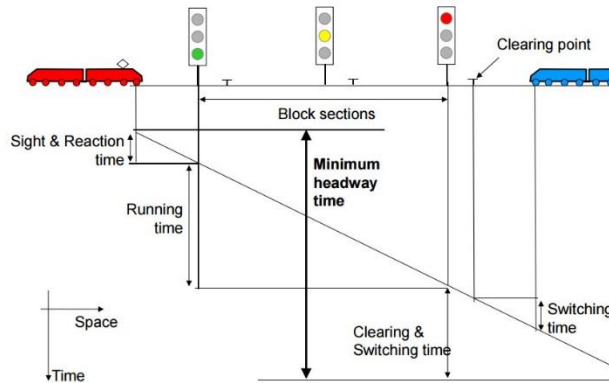 Clearing point
Block sections
Sight & Reaction
time
Minimum
headway
time
Running
time
Space
Time
Clearing &
Switching time
Switching
time